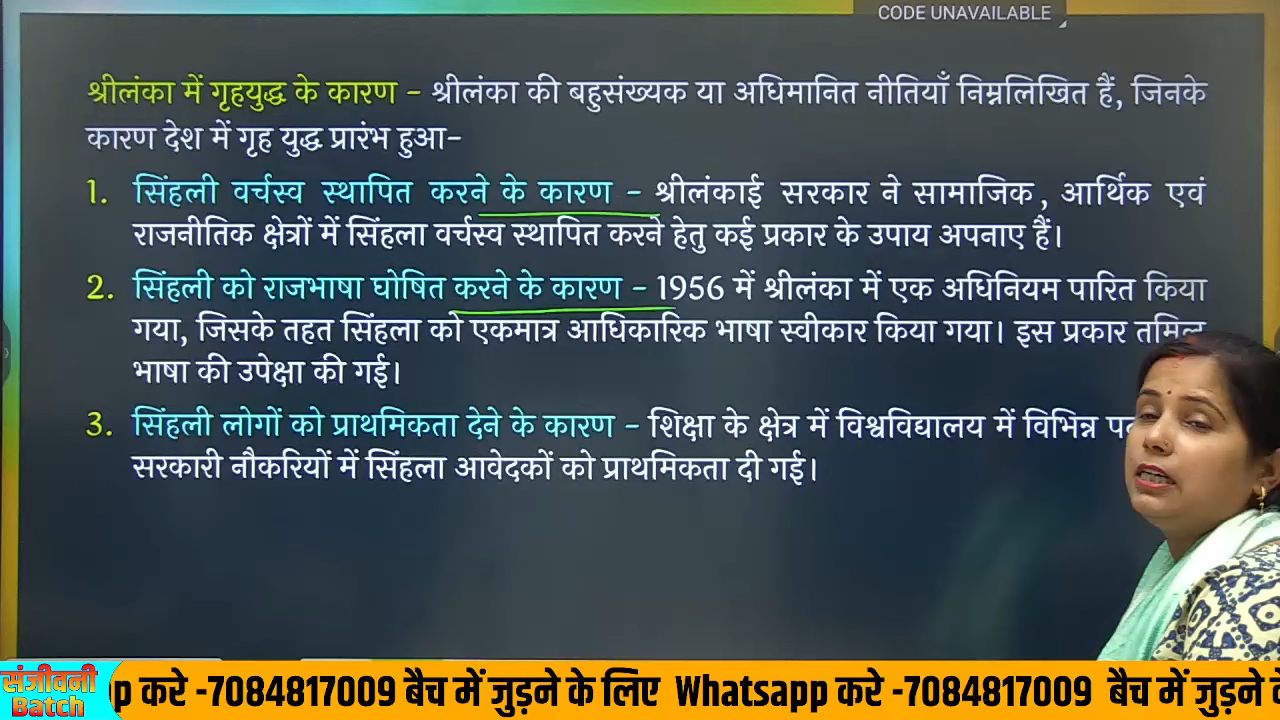 CODE UNAVAILABLE
श्रीलंका में गृहयुद्ध के कारण - श्रीलंका की बहुसंख्यक या अधिमानित नीतियाँ निम्नलिखित हैं, जिनके
कारण देश में गृह युद्ध प्रारंभ हुआ-
1. सिंहली वर्चस्व स्थापित करने के कारण - श्रीलंकाई सरकार ने सामाजिक, आर्थिक एवं
राजनीतिक क्षेत्रों में सिंहला वर्चस्व स्थापित करने हेतु कई प्रकार के उपाय अपनाए हैं।
2. सिंहली को राजभाषा घोषित करने के कारण - 1956 में श्रीलंका में एक अधिनियम पारित किया
गया, जिसके तहत सिंहला को एकमात्र आधिकारिक भाषा स्वीकार किया गया। इस प्रकार तमिल
भाषा की उपेक्षा की गई।
3. सिंहली लोगों को प्राथमिकता देने के कारण - शिक्षा के क्षेत्र में विश्वविद्यालय में विभिन्न
सरकारी नौकरियों में सिंहला आवेदकों को प्राथमिकता दी गई।
संजीवनी
Batch
करे -7084817009 बैच में जुड़ने के लिए Whatsapp करे -7084817009 बैच में जुड़ने